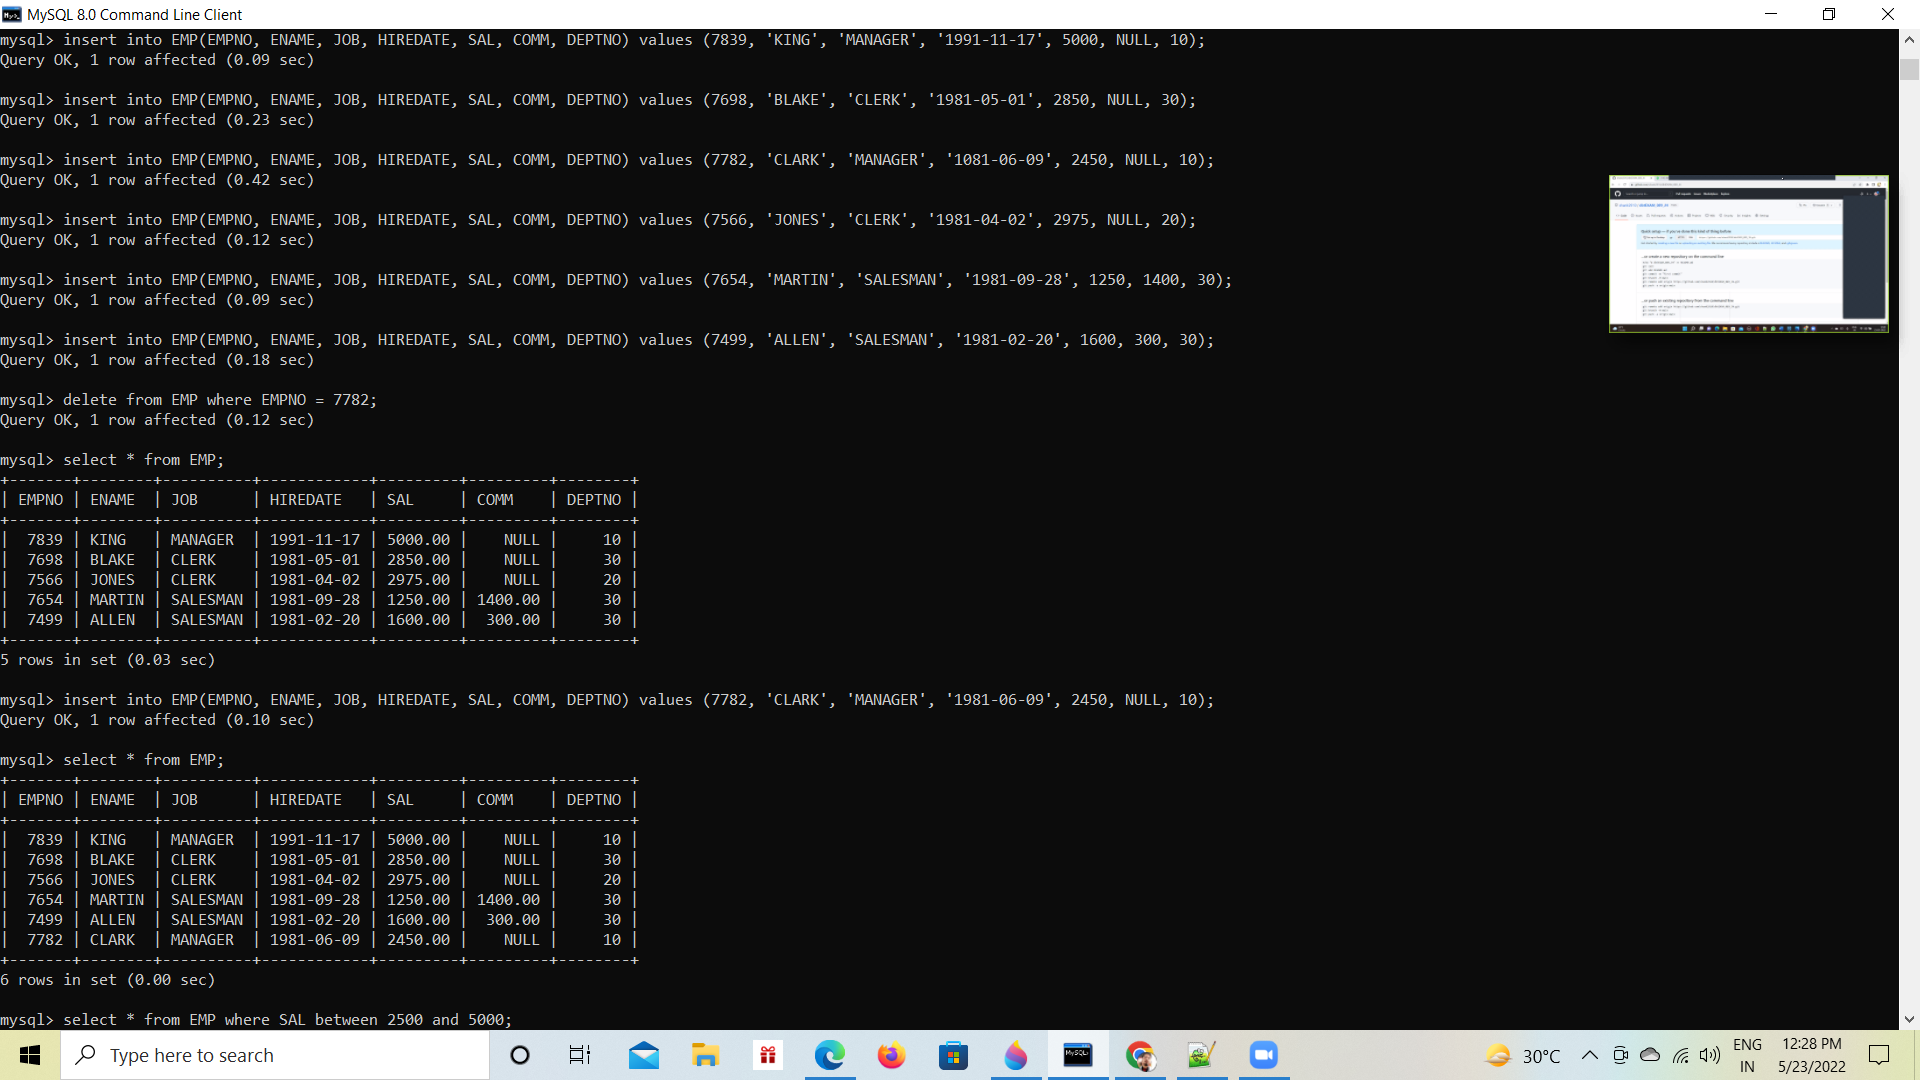 MySQL 8.0 Command Line Client
mysql> insert into EMP(EMPNO, ENAME, JOB, HIREDATE, SAL, COMM, DEPTNO) values (7839, 'KING', 'MANAGER', '1991-11-17', 5000, NULL, 10);
Query OK, 1 row affected (0.09 sec)
mysql> insert into EMP(EMPNO, ENAME, JOB, HIREDATE, SAL, COMM, DEPTNO) values (7698, 'BLAKE', 'CLERK', '1981-05-01', 2850, NULL, 30);
Query OK, 1 row affected (0.23 sec)
mysql> insert into EMP(EMPNO, ENAME, JOB, HIREDATE, SAL, COMM, DEPTNO) values (7782, 'CLARK', 'MANAGER', '1081-06-09', 2450, NULL, 10);
Query OK, 1 row affected (0.42 sec)
mysql> insert into EMP(EMPNO, ENAME, JOB, HIREDATE, SAL, COMM, DEPTNO) values (7566, 'JONES', 'CLERK', '1981-04-02', 2975, NULL, 20);
Query OK, 1 row affected (0.12 sec)
mysql> insert into EMP(EMPNO, ENAME, JOB, HIREDATE, SAL, COMM, DEPTNO) values (7654, 'MARTIN', 'SALESMAN', '1981-09-28', 1250, 1400, 30);
Query OK, 1 row affected (0.09 sec)
mysql> insert into EMP(EMPNO, ENAME, JOB, HIREDATE, SAL, COMM, DEPTNO) values (7499, 'ALLEN', 'SALESMAN', '1981-02-20', 1600, 300, 30);
Query OK, 1 row affected (0.18 sec)
mysql> delete from EMP where EMPNO = 7782;
Query OK, 1 row affected (0.12 sec)
mysql> select * from EMP;
+-------+--------+----------+------------+---------+---------+--------+
| EMPNO | ENAME  | JOB      | HIREDATE   | SAL     | COMM    | DEPTNO |
+-------+--------+----------+------------+---------+---------+--------+
|  7839 | KING   | MANAGER  | 1991-11-17 | 5000.00 |    NULL |     10 |
|  7698 | BLAKE  | CLERK    | 1981-05-01 | 2850.00 |    NULL |     30 |
|  7566 | JONES  | CLERK    | 1981-04-02 | 2975.00 |    NULL |     20 |
|  7654 | MARTIN | SALESMAN | 1981-09-28 | 1250.00 | 1400.00 |     30 |
|  7499 | ALLEN  | SALESMAN | 1981-02-20 | 1600.00 |  300.00 |     30 |
+-------+--------+----------+------------+---------+---------+--------+
5 rows in set (0.03 sec)
mysql> insert into EMP(EMPNO, ENAME, JOB, HIREDATE, SAL, COMM, DEPTNO) values (7782, 'CLARK', 'MANAGER', '1981-06-09', 2450, NULL, 10);
Query OK, 1 row affected (0.10 sec)
mysql> select * from EMP;
+-------+--------+----------+------------+---------+---------+--------+
| EMPNO | ENAME  | JOB      | HIREDATE   | SAL     | COMM    | DEPTNO |
+-------+--------+----------+------------+---------+---------+--------+
|  7839 | KING   | MANAGER  | 1991-11-17 | 5000.00 |    NULL |     10 |
|  7698 | BLAKE  | CLERK    | 1981-05-01 | 2850.00 |    NULL |     30 |
|  7566 | JONES  | CLERK    | 1981-04-02 | 2975.00 |    NULL |     20 |
|  7654 | MARTIN | SALESMAN | 1981-09-28 | 1250.00 | 1400.00 |     30 |
|  7499 | ALLEN  | SALESMAN | 1981-02-20 | 1600.00 |  300.00 |     30 |
|  7782 | CLARK  | MANAGER  | 1981-06-09 | 2450.00 |    NULL |     10 |
+-------+--------+----------+------------+---------+---------+--------+
6 rows in set (0.00 sec)
mysql> select * from EMP where SAL between 2500 and 5000;
Type here to search
30°C
ENG
IN
12:28 PM
5/23/2022